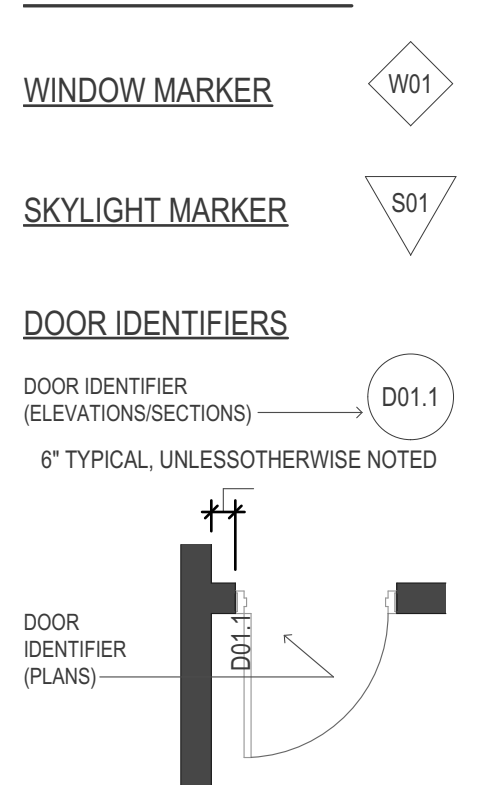 WINDOW MARKER
W01
SKYLIGHT MARKER
S01
DOOR IDENTIFIERS
DOOR IDENTIFIER
(ELEVATIONS/SECTIONS)
D01.1
6" TYPICAL, UNLESSOTHERWISE NOTED
DOOR
IDENTIFIER
(PLANS)
D01.1